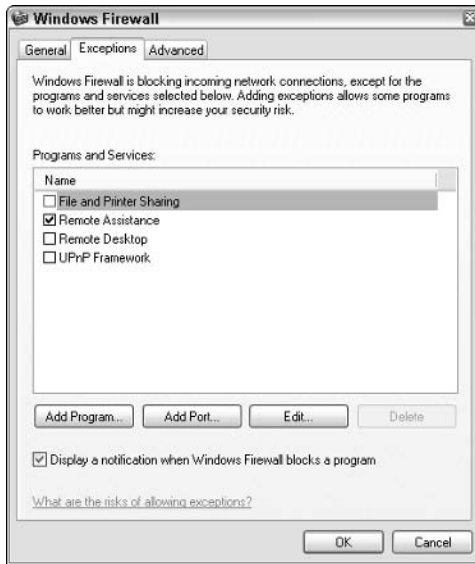 Windows Firewall
General Exceptions Advanced
Windows Firewall is blocking incoming network connections, except for the
programs and services selected below. Adding exceptions allows some programs
to work better but might increase your security risk.
Programs and Services:
Name
File and Printer Sharing
Remote Assistance
Remote Desktop
UPnP Framework
Add Program... Add Port... Edit... Delete
Display a notification when Windows Firewall blocks a program
What are the risks of allowing exceptions?
OK Cancel